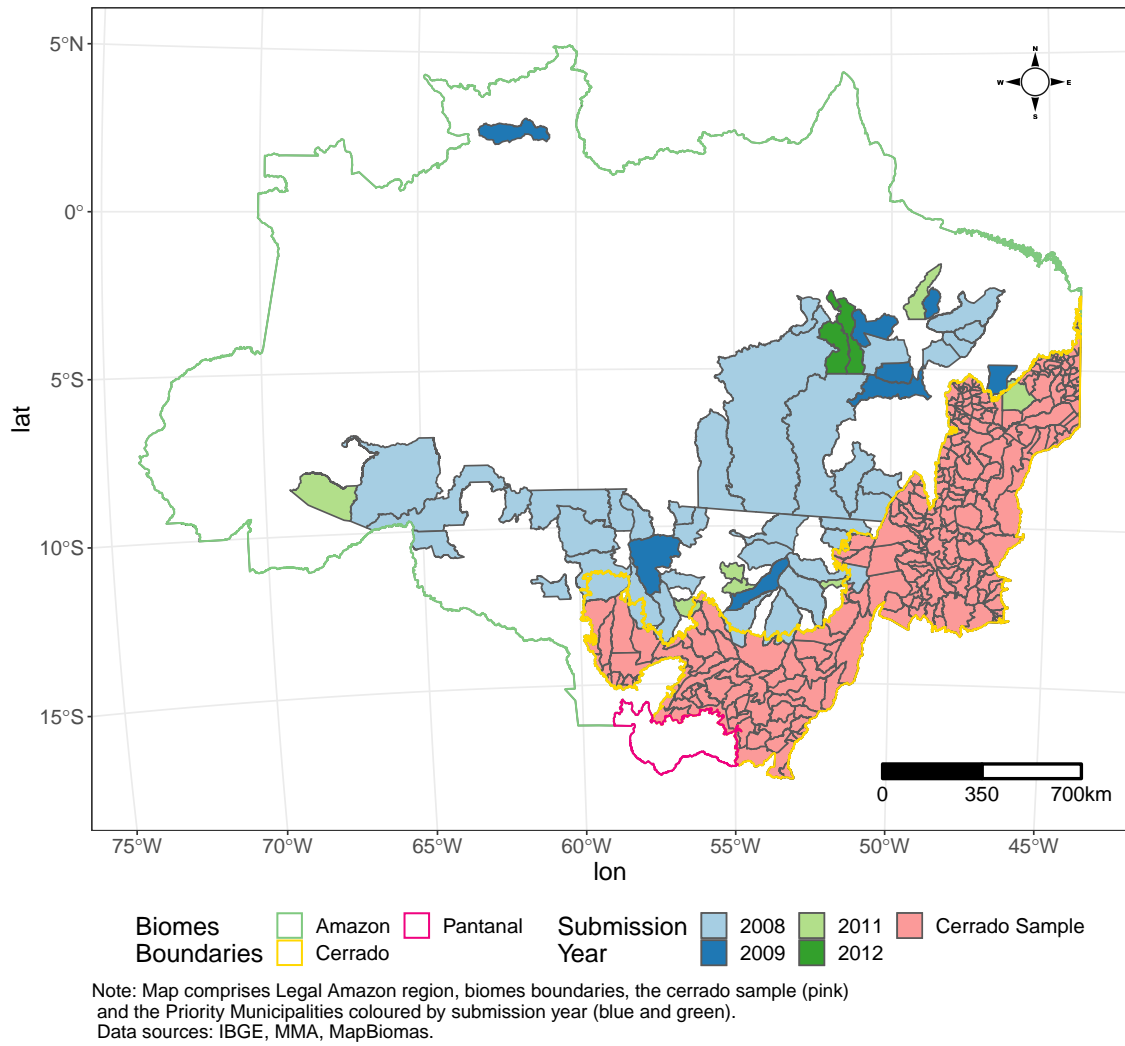 5°N
0°
5°S
10°S
15°S
lat
N
W
E
S
0 350 700km
75°W 70°W 65°W 60°W 55°W 50°W 45°W
lon
Biomes
Boundaries
Amazon
Pantanal
Cerrado
Submission
Year
2008
2011
Cerrado Sample
2009
2012
Note: Map comprises Legal Amazon region, biomes boundaries, the cerrado sample (pink)
and the Priority Municipalities coloured by submission year (blue and green).
Data sources: IBGE, MMA, MapBiomas.